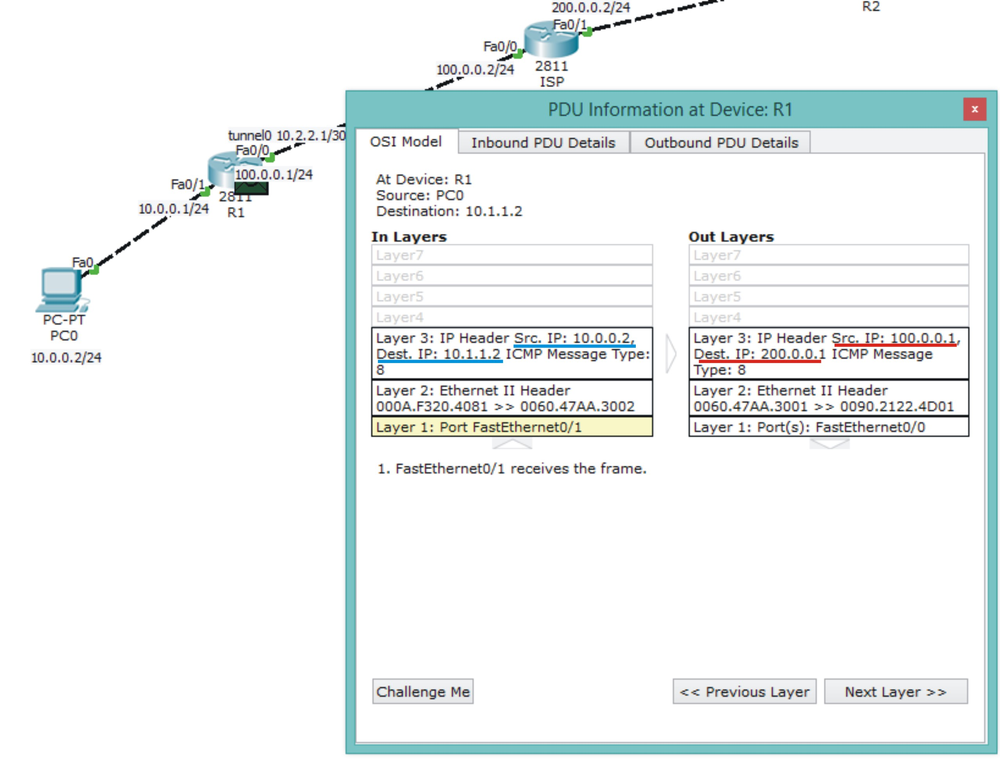 200.0.0.2/24
R2
Fa0/1
Fa0/0
100.0.0.2/24
2811
ISP
tunnel0 10.2.2.1/30
Fa0/0
100.0.0.1/24
Fa0/1
2811
10.0.0.1/24
R1
Fa0
PC-PT
PC0
10.0.0.2/24
PDU Information at Device: R1
x
OSI Model
Inbound PDU Details
Outbound PDU Details
At Device: R1
Source: PC0
Destination: 10.1.1.2
In Layers
Layer7
Layer6
Layer5
Layer4
Layer 3: IP Header Src. IP: 10.0.0.2,
Dest. IP: 10.1.1.2 ICMP Message Type:
8
Layer 2: Ethernet II Header
000A.F320.4081 >> 0060.47AA.3002
Layer 1: Port FastEthernet0/1
Out Layers
Layer7
Layer6
Layer5
Layer4
Layer 3: IP Header Src. IP: 100.0.0.1,
Dest. IP: 200.0.0.1 ICMP Message
Type: 8
Layer 2: Ethernet II Header
0060.47AA.3001 >> 0090.2122.4D01
Layer 1: Port(s): FastEthernet0/0
1. FastEthernet0/1 receives the frame.
Challenge Me
<< Previous Layer
Next Layer >>